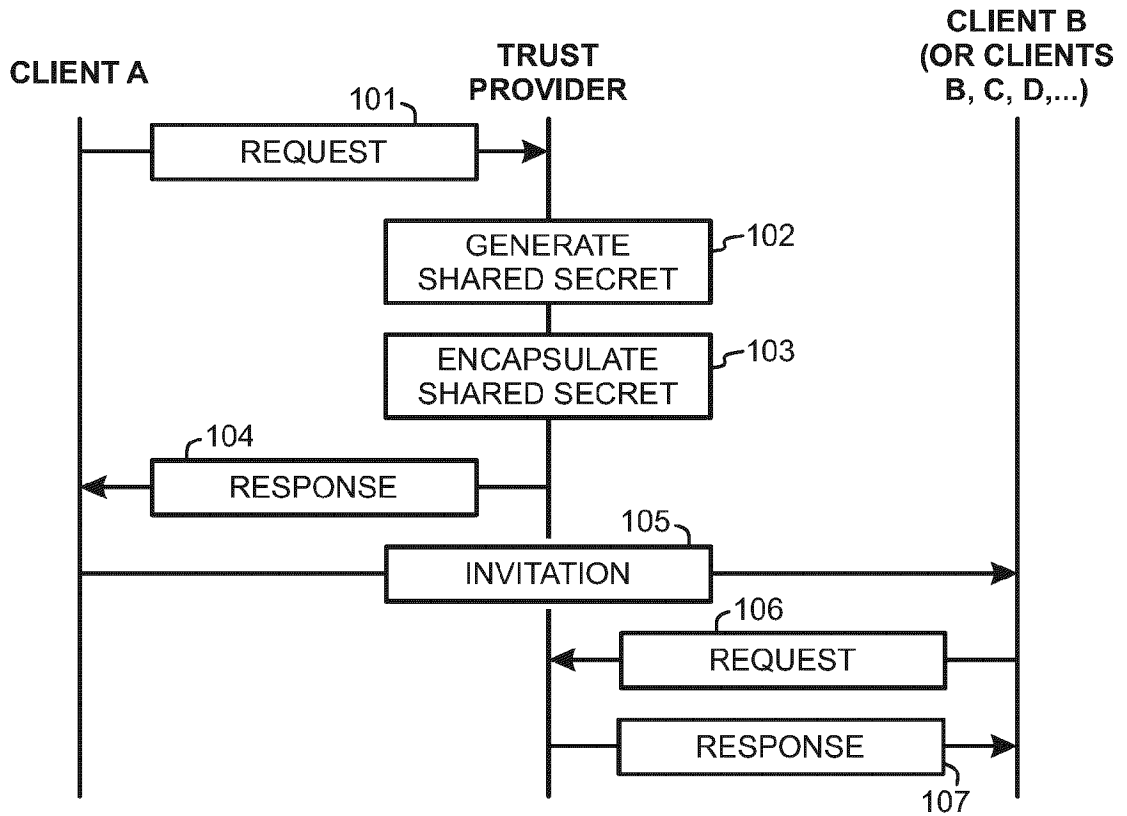 CLIENT A
TRUST
PROVIDER
CLIENT B
(OR CLIENTS
B, C, D,...)
101
REQUEST
GENERATE
SHARED SECRET
102
ENCAPSULATE
SHARED SECRET
103
104
RESPONSE
105
INVITATION
106
REQUEST
RESPONSE
107